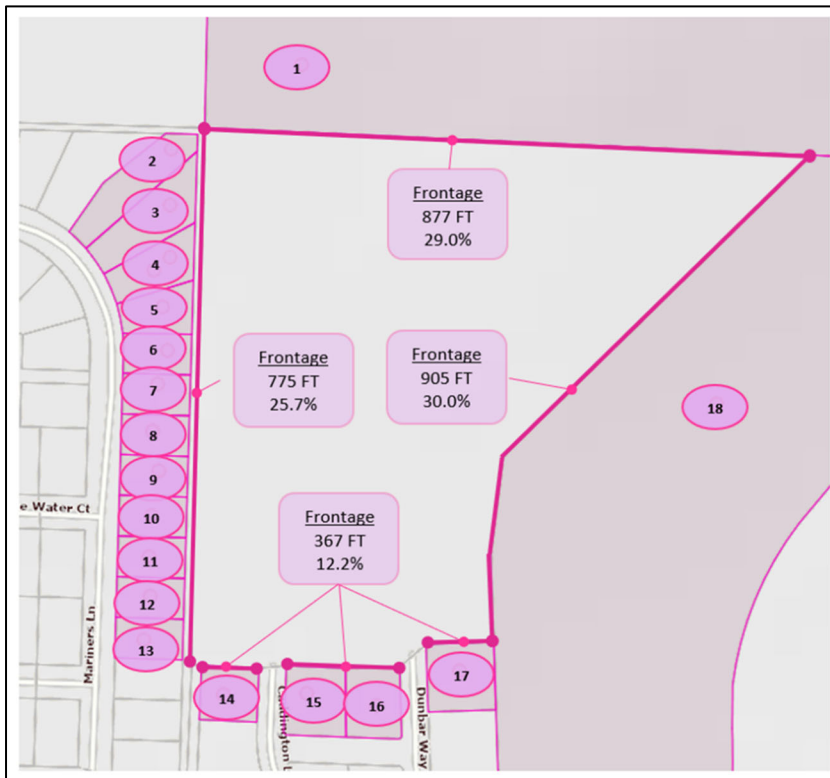 1
Frontage
877 FT
29.0%
2
3
4
5
6
7
8
9
10
11
12
13
Frontage
775 FT
25.7%
Frontage
905 FT
30.0%
18
Frontage
367 FT
12.2%
e Water Ct
Mariners Ln
14
15
16
17
Dunbar Way